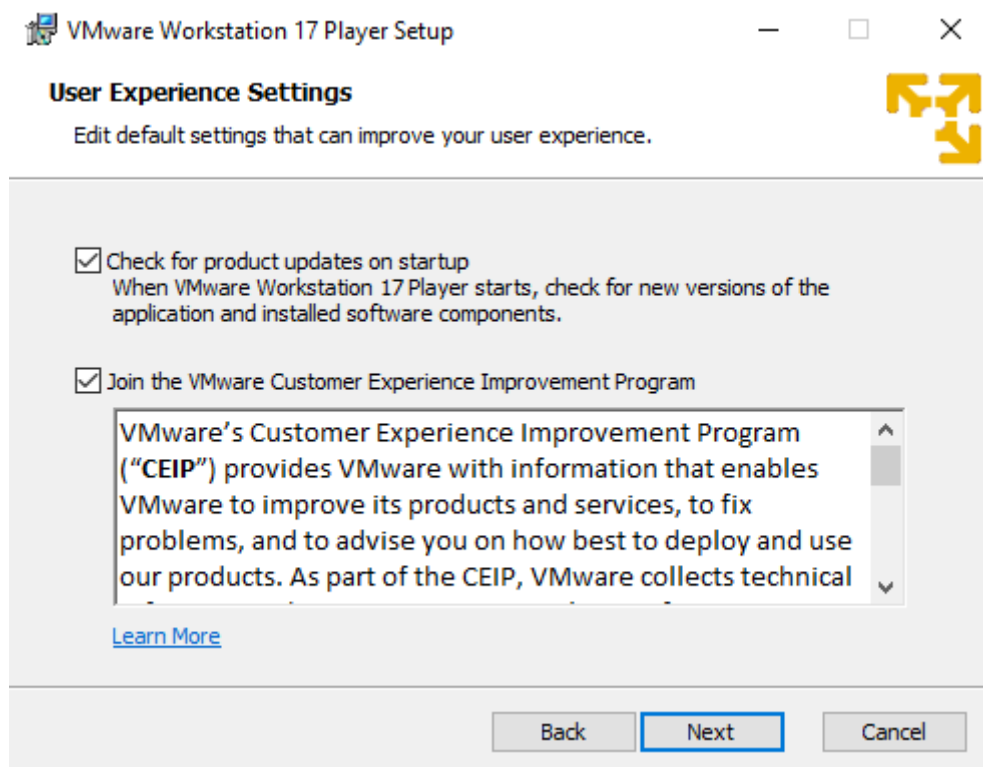 VMware Workstation 17 Player Setup
User Experience Settings
Edit default settings that can improve your user experience.
Check for product updates on startup
When VMware Workstation 17 Player starts, check for new versions of the
application and installed software components.
Join the VMware Customer Experience Improvement Program
VMware’s Customer Experience Improvement Program
(“CEIP”) provides VMware with information that enables
VMware to improve its products and services, to fix
problems, and to advise you on how best to deploy and use
our products. As part of the CEIP, VMware collects technical
Learn More
Back Next Cancel